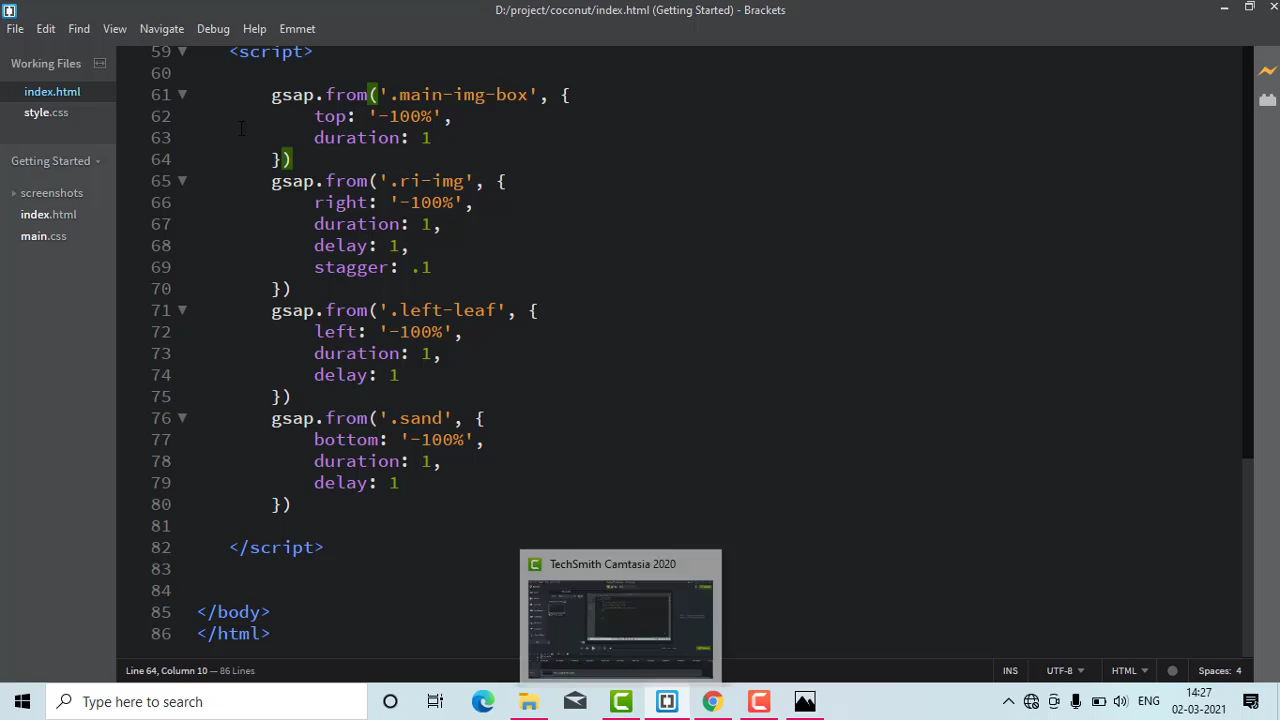 D:/project/coconut/index.html (Getting Started) - Brackets
File Edit Find View Navigate Debug Help Emmet
Working Files
index.html
style.css
Getting Started
screenshots
index.html
main.css
59 <script>
60
61 gsap.from('.main-img-box', {
62 top: '-100%',
63 duration: 1
64 })
65 gsap.from('.ri-img', {
66 right: '-100%',
67 duration: 1,
68 delay: 1,
69 stagger: .1
70 })
71 gsap.from('.left-leaf', {
72 left: '-100%',
73 duration: 1,
74 delay: 1
75 })
76 gsap.from('.sand', {
77 bottom: '-100%',
78 duration: 1,
79 delay: 1
80 })
81
82 </script>
83
84
85 </body>
86 </html>
TechSmith Camtasia 2020
Line 64, Column 10 — 86 Lines
INS UTF-8 HTML Spaces: 4
Type here to search
ENG
14:27
02-03-2021